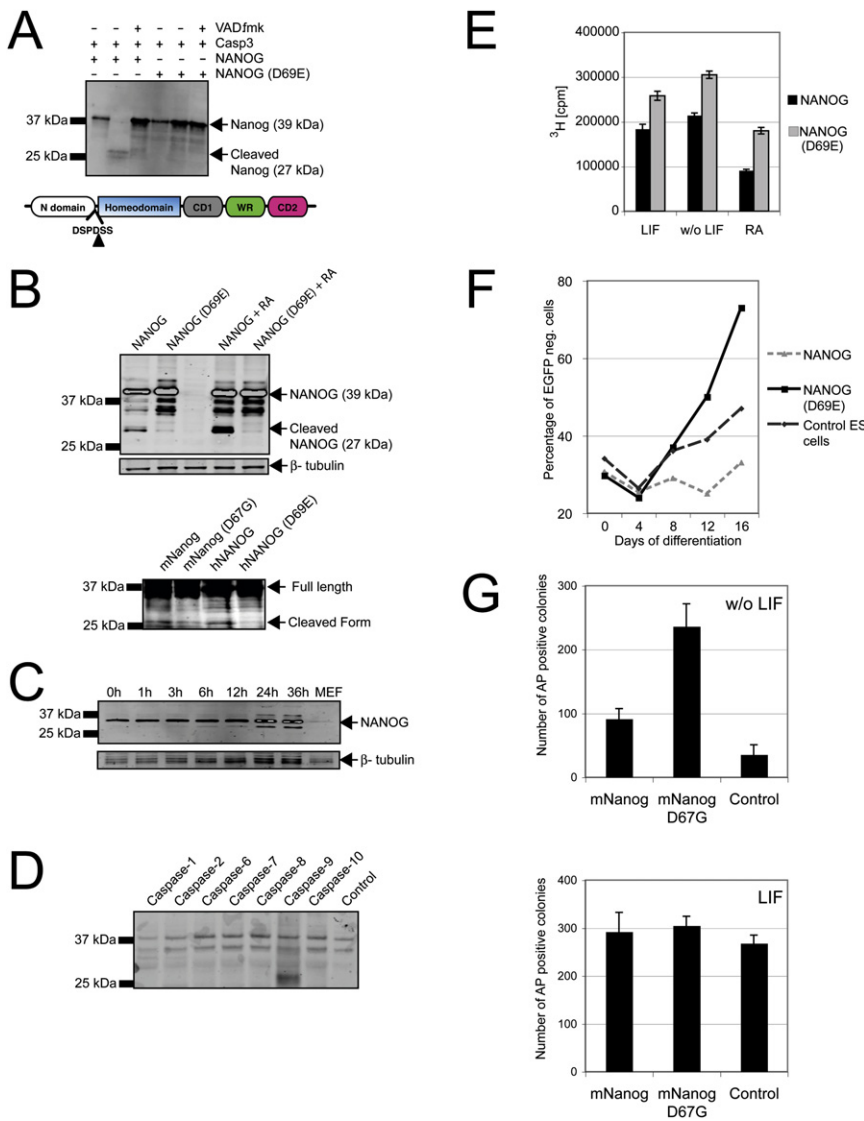 A
- - + - - + VADfmk
+ + + + + + Casp3
+ + + - - - NANOG
- - - + + + NANOG (D69E)
37 kDa
25 kDa
Nanog (39 kDa)
Cleaved
Nanog (27 kDa)
N domain Homeodomain CD1 WR CD2
DSPDSS
B
NANOG
NANOG (D69E)
NANOG + RA
NANOG (D69E) + RA
37 kDa
25 kDa
NANOG (39 kDa)
Cleaved
NANOG (27 kDa)
β- tubulin
mNanog
mNanog (D67G)
hNANOG
hNANOG (D69E)
37 kDa
25 kDa
Full length
Cleaved Form
C
0h 1h 3h 6h 12h 24h 36h MEF
37 kDa
25 kDa
NANOG
β- tubulin
D
Caspase-1
Caspase-2
Caspase-6
Caspase-7
Caspase-8
Caspase-9
Caspase-10
Control
37 kDa
25 kDa
E
³H [cpm]
400000
300000
200000
100000
0
LIF w/o LIF RA
NANOG
NANOG
(D69E)
F
Percentage of EGFP neg. cells
80
60
40
20
0 4 8 12 16
Days of differentiation
NANOG
NANOG
(D69E)
Control ES
cells
G
w/o LIF
Number of AP positive colonies
300
200
100
0
mNanog mNanog Control
D67G
LIF
Number of AP positive colonies
400
300
200
100
0
mNanog mNanog Control
D67G